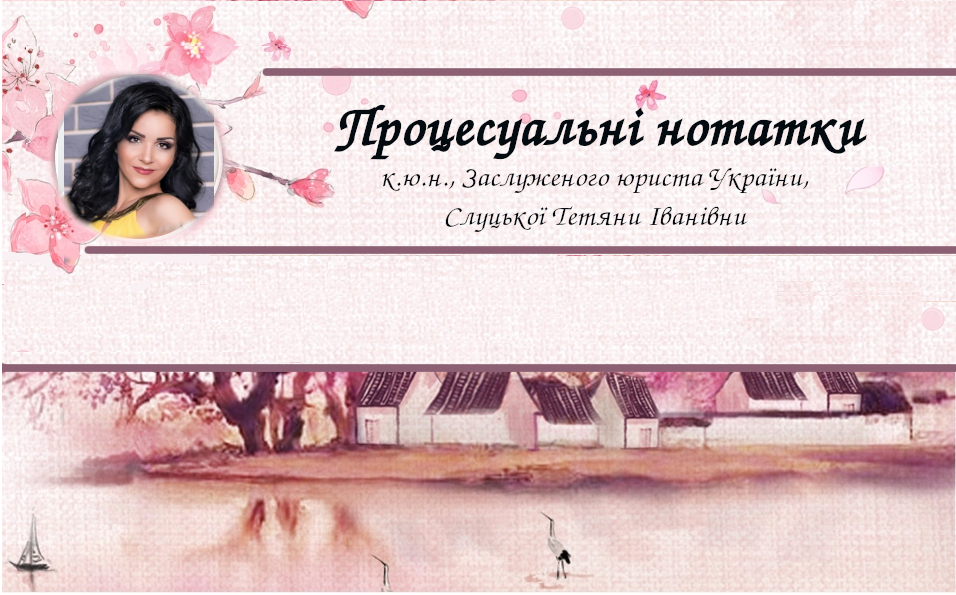 Процесуальні нотатки
к.ю.н., Заслуженого юриста України,
Слуцької Тетяни Іванівни